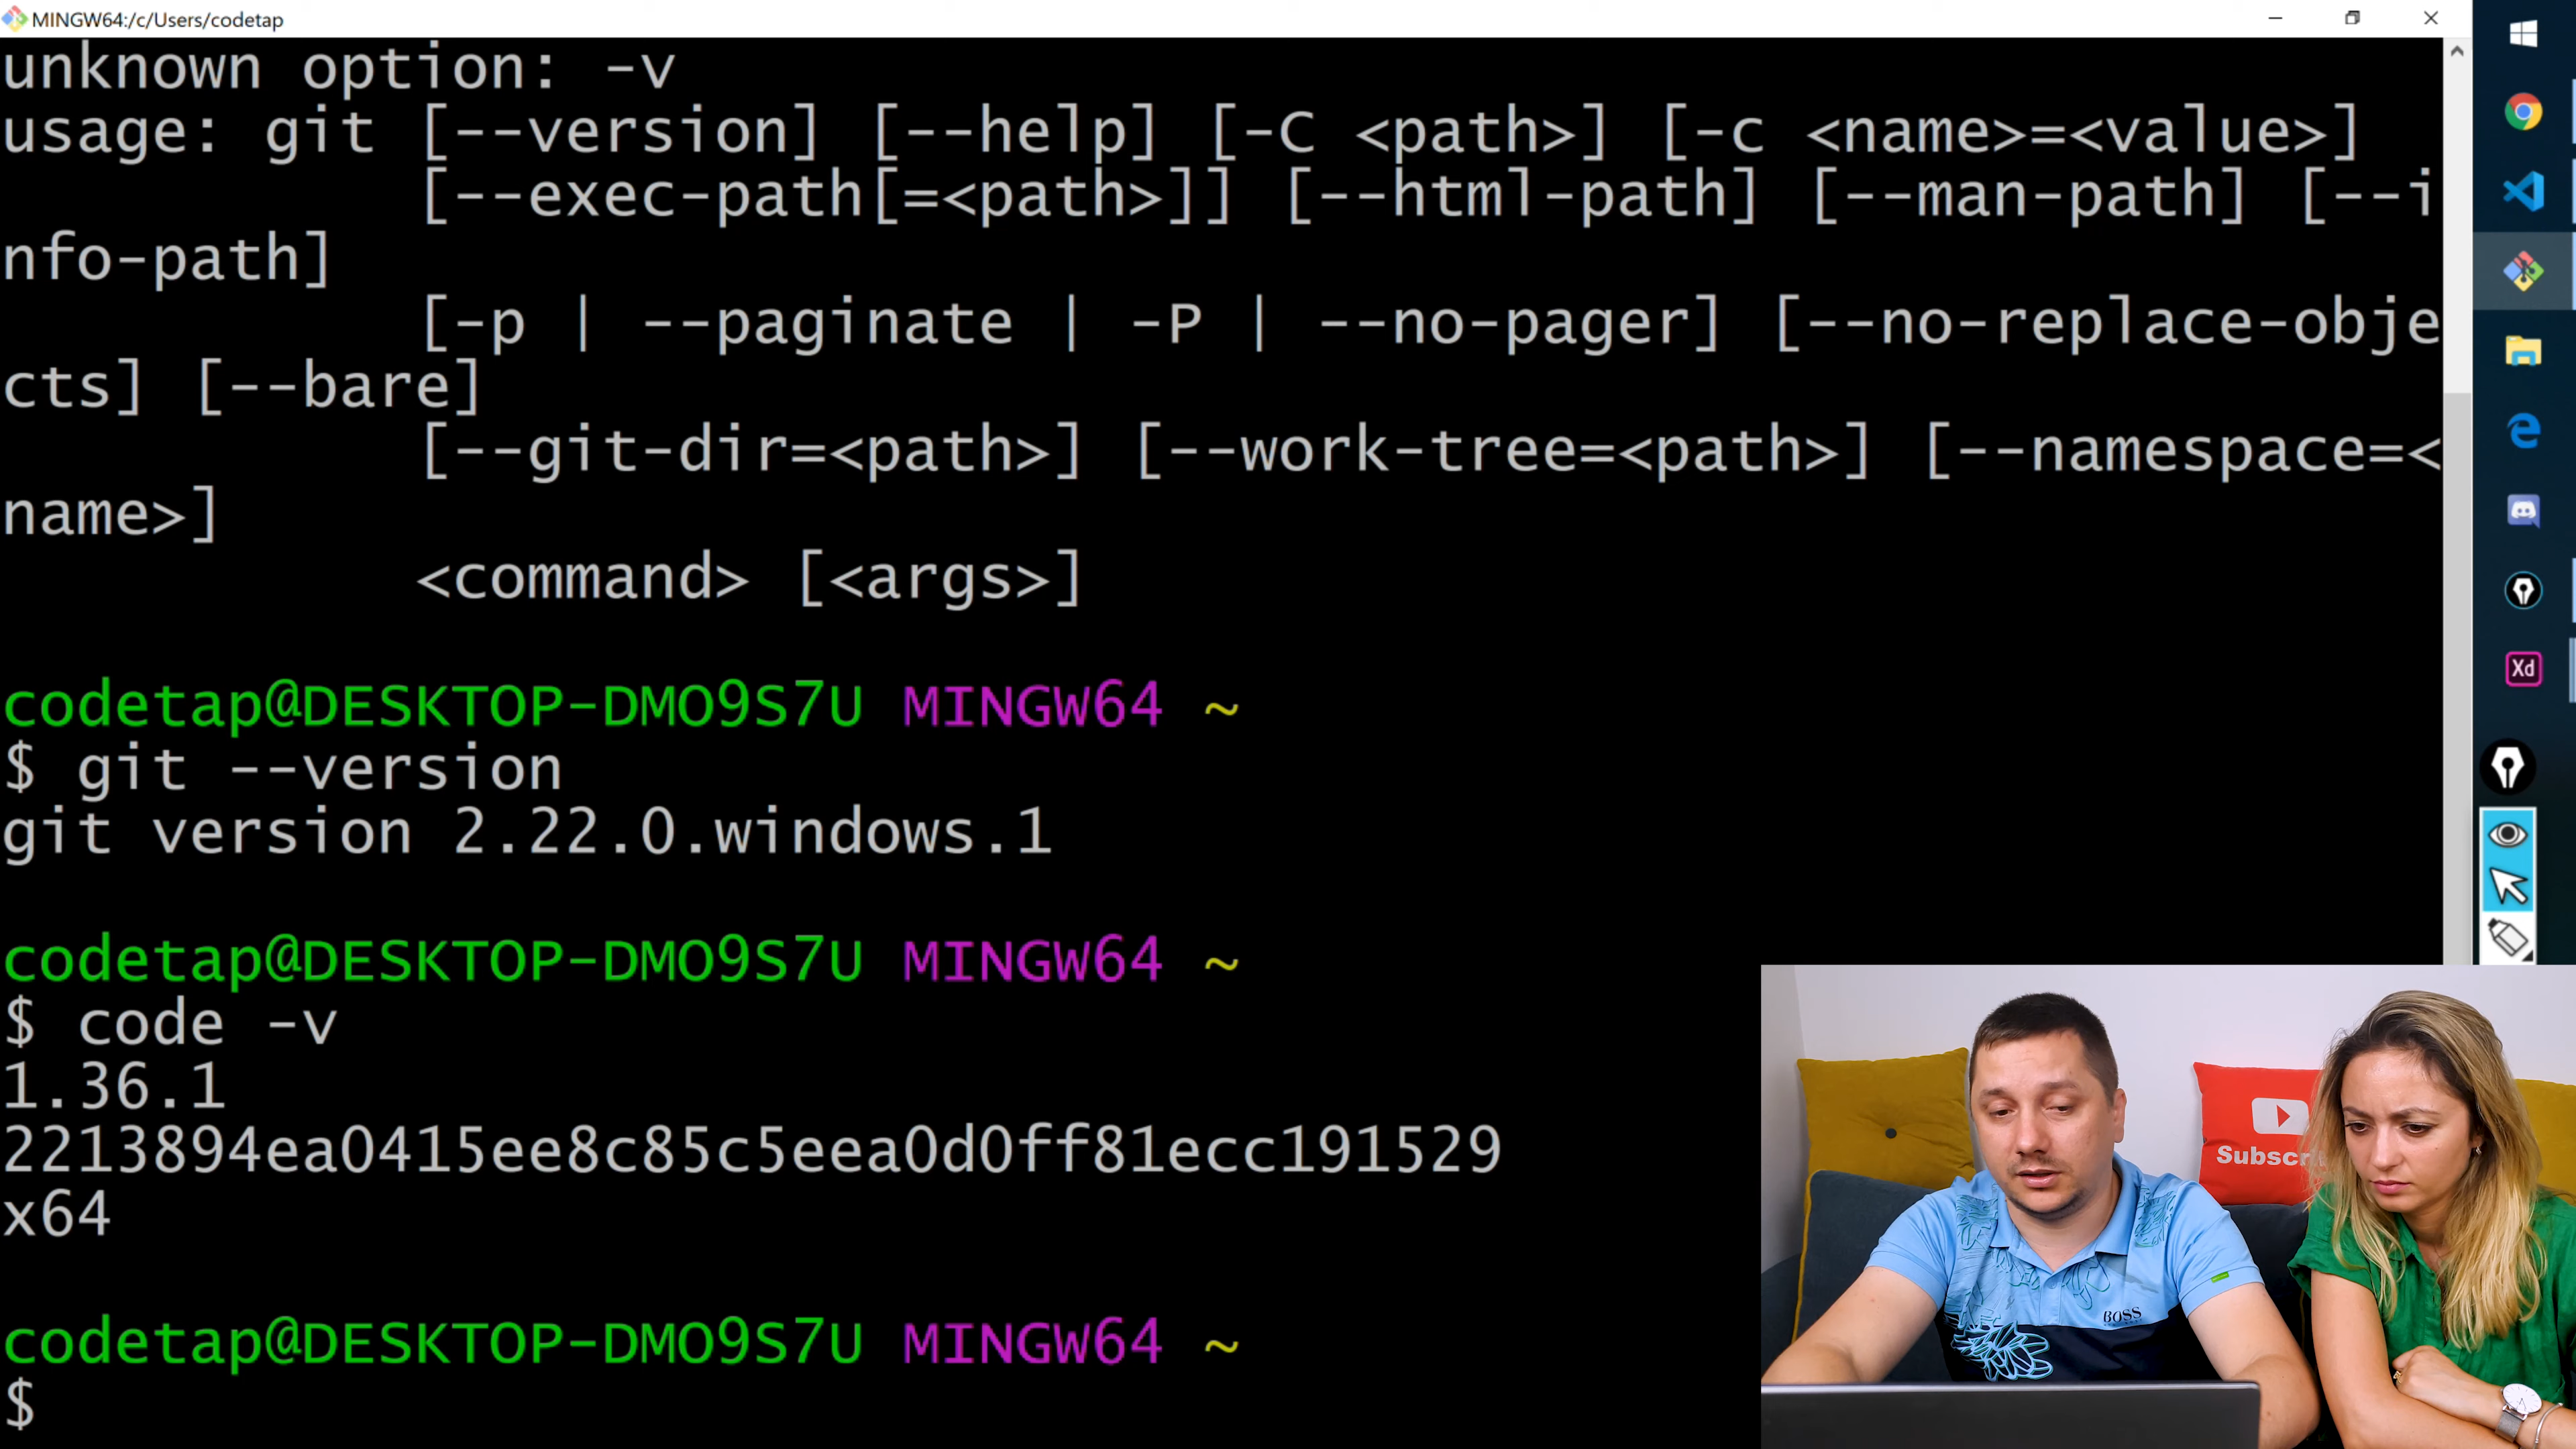 MINGW64:/c/Users/codetap
unknown option: -v
usage: git [--version] [--help] [-C <path>] [-c <name>=<value>]
[--exec-path[=<path>]] [--html-path] [--man-path] [--i
nfo-path]
[-p | --paginate | -P | --no-pager] [--no-replace-obje
cts] [--bare]
[--git-dir=<path>] [--work-tree=<path>] [--namespace=<
name>]
<command> [<args>]
codetap@DESKTOP-DMO9S7U MINGW64 ~
$ git --version
git version 2.22.0.windows.1
codetap@DESKTOP-DMO9S7U MINGW64 ~
$ code -v
1.36.1
2213894ea0415ee8c85c5eea0d0ff81ecc191529
x64
codetap@DESKTOP-DMO9S7U MINGW64 ~
$
Xd
Subscri
BOSS